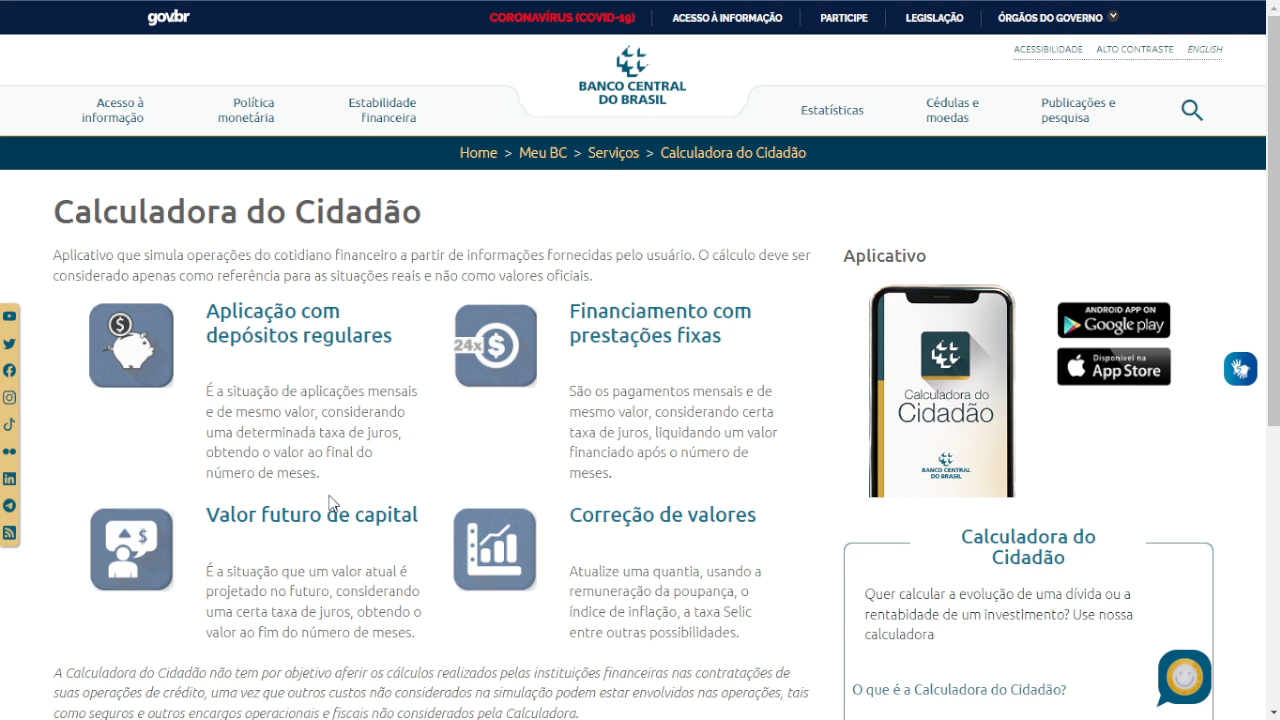 gov.br
CORONAVÍRUS (COVID-19)
ACESSO À INFORMAÇÃO
PARTICIPE
LEGISLAÇÃO
ÓRGÃOS DO GOVERNO
ACESSIBILIDADE
ALTO CONTRASTE
ENGLISH
BANCO CENTRAL
DO BRASIL
Acesso à
informação
Política
monetária
Estabilidade
financeira
Estatísticas
Cédulas e
moedas
Publicações e
pesquisa
Home > Meu BC > Serviços > Calculadora do Cidadão
Calculadora do Cidadão
Aplicativo que simula operações do cotidiano financeiro a partir de informações fornecidas pelo usuário. O cálculo deve ser
considerado apenas como referência para as situações reais e não como valores oficiais.
Aplicação com
depósitos regulares
É a situação de aplicações mensais
e de mesmo valor, considerando
uma determinada taxa de juros,
obtendo o valor ao final do
número de meses.
24x$
Financiamento com
prestações fixas
São os pagamentos mensais e de
mesmo valor, considerando certa
taxa de juros, liquidando um valor
financiado após o número de
meses.
Valor futuro de capital
É a situação que um valor atual é
projetado no futuro, considerando
uma certa taxa de juros, obtendo o
valor ao fim do número de meses.
Correção de valores
Atualize uma quantia, usando a
remuneração da poupança, o
índice de inflação, a taxa Selic
entre outras possibilidades.
A Calculadora do Cidadão não tem por objetivo aferir os cálculos realizados pelas instituições financeiras nas contratações de
suas operações de crédito, uma vez que outros custos não considerados na simulação podem estar envolvidos nas operações, tais
como seguros e outros encargos operacionais e fiscais não considerados pela Calculadora.
Aplicativo
Calculadora do
Cidadão
BANCO CENTRAL
DO BRASIL
ANDROID APP ON
Google play
Disponível na
App Store
Calculadora do
Cidadão
Quer calcular a evolução de uma dívida ou a
rentabidade de um investimento? Use nossa
calculadora
O que é a Calculadora do Cidadão?